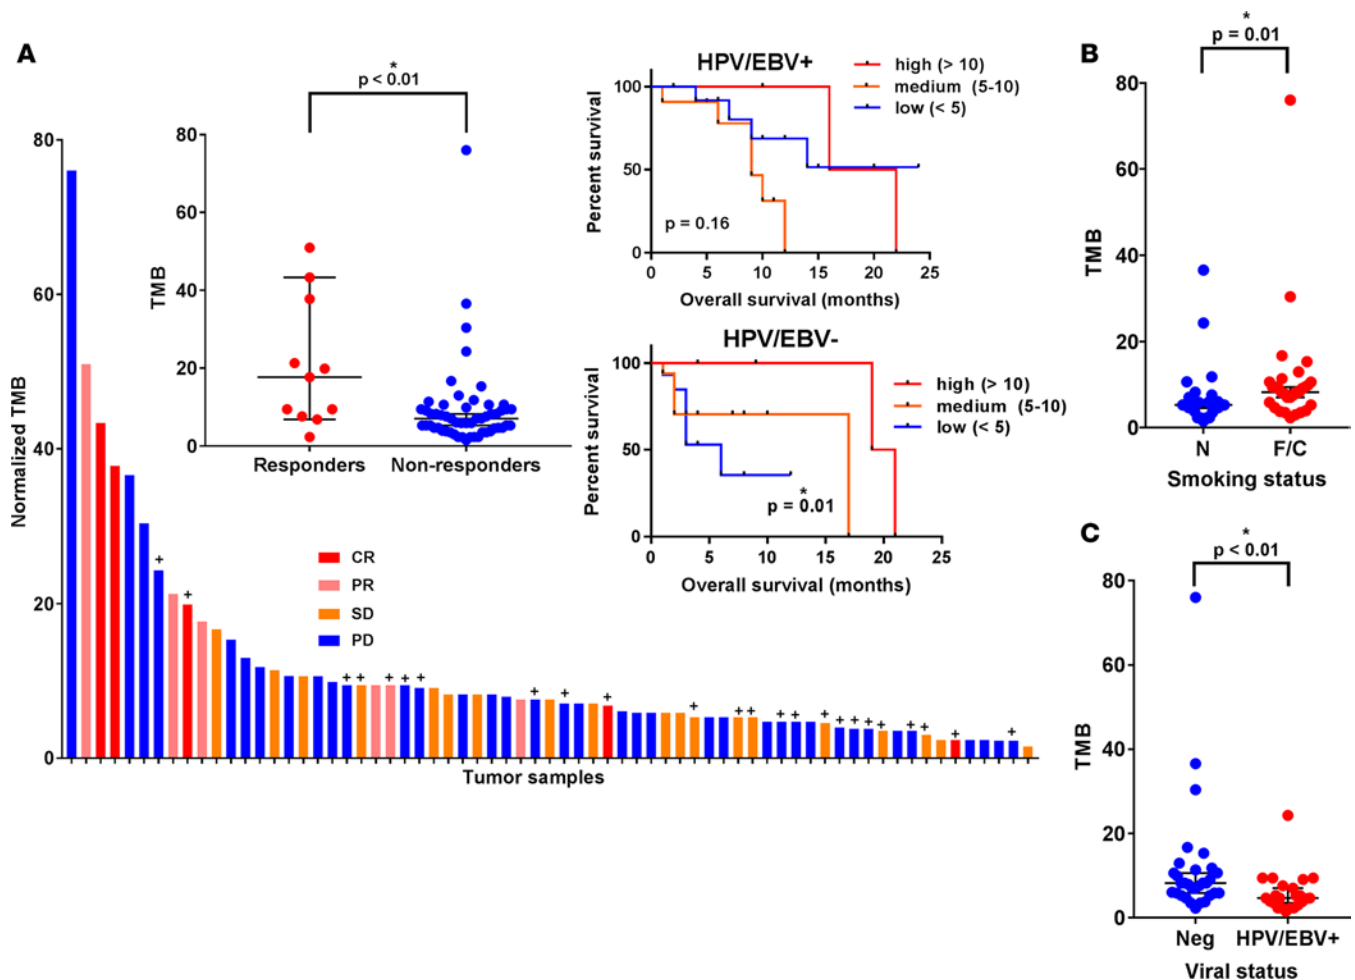 A
*
p < 0.01
80
60
40
20
0
TMB
Responders
Non-responders
80
60
40
20
0
Normalized TMB
CR
PR
SD
PD
+ + + + + + + + + + + + + + + + + + + + + + + +
Tumor samples
HPV/EBV+
high (> 10)
medium (5-10)
low (< 5)
100
50
0
Percent survival
p = 0.16
0 5 10 15 20 25
Overall survival (months)
HPV/EBV-
high (> 10)
medium (5-10)
low (< 5)
100
50
0
Percent survival
*
p = 0.01
0 5 10 15 20 25
Overall survival (months)
B
*
p = 0.01
80
60
40
20
0
TMB
N F/C
Smoking status
C
*
p < 0.01
80
60
40
20
0
TMB
Neg HPV/EBV+
Viral status